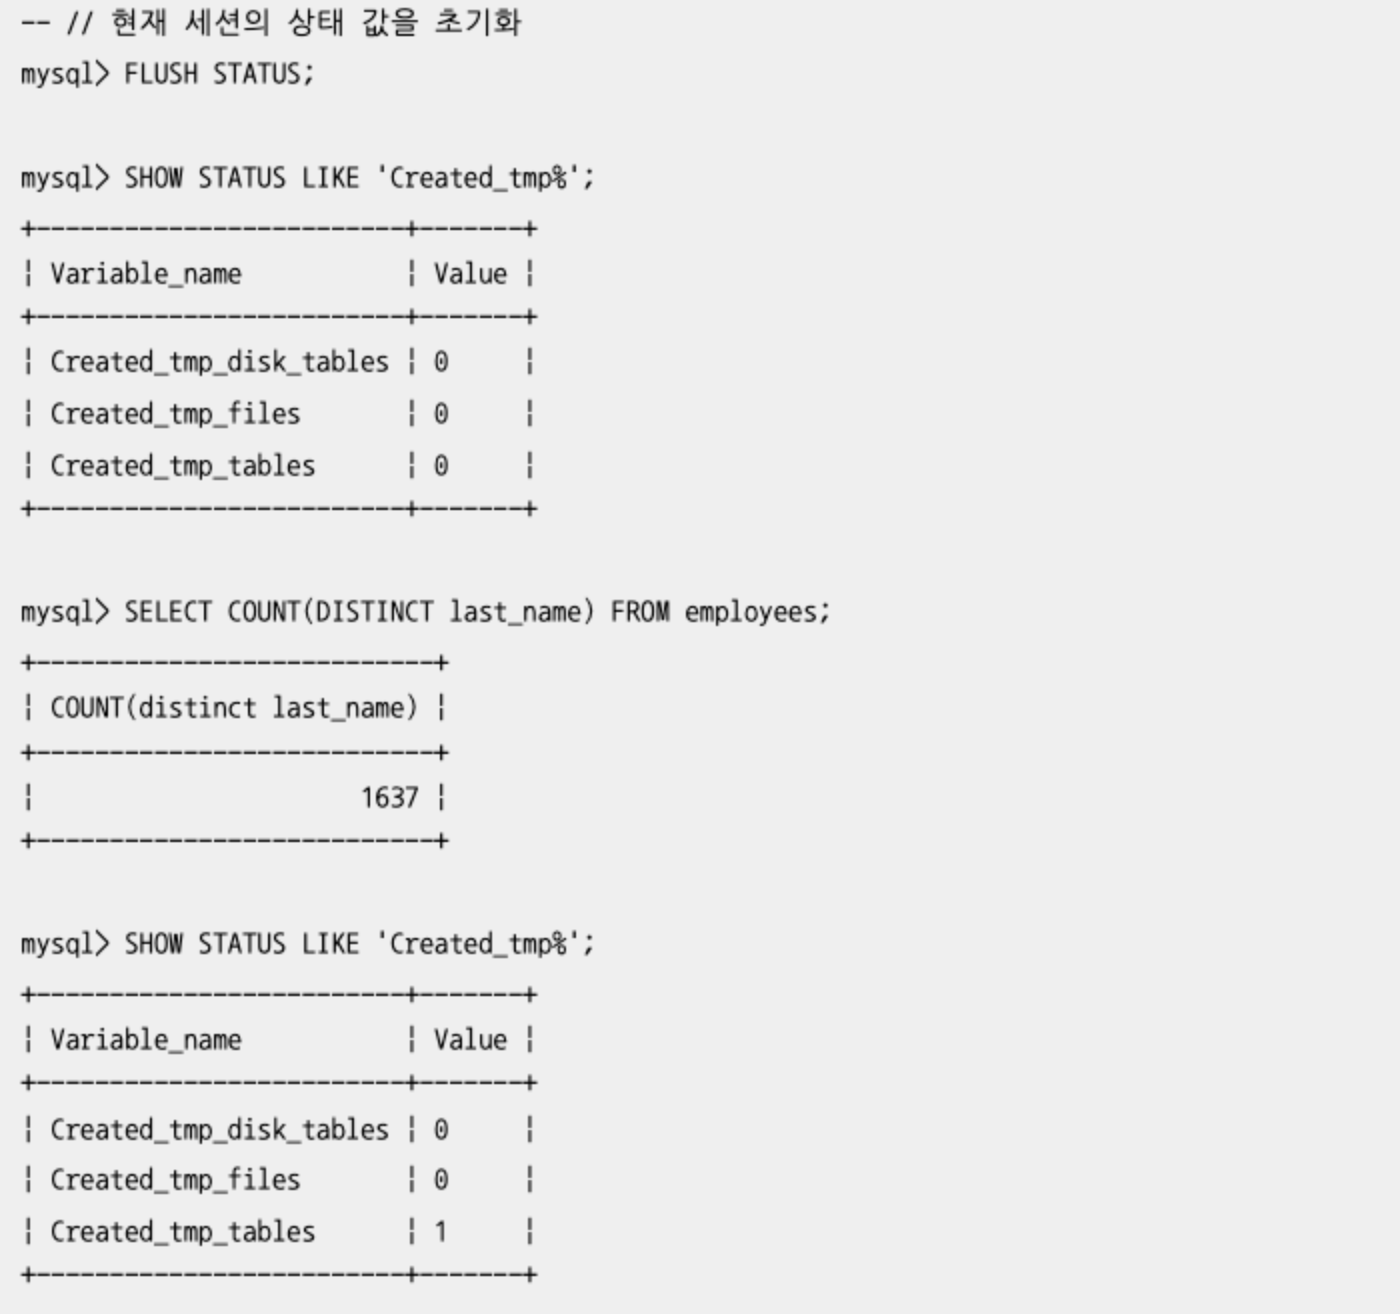 -- // 현재 세션의 상태 값을 초기화
mysql> FLUSH STATUS;
mysql> SHOW STATUS LIKE 'Created_tmp%';
+-------------------------+-------+
¦ Variable_name           ¦ Value ¦
+-------------------------+-------+
¦ Created_tmp_disk_tables ¦ 0     ¦
¦ Created_tmp_files       ¦ 0     ¦
¦ Created_tmp_tables      ¦ 0     ¦
+-------------------------+-------+
mysql> SELECT COUNT(DISTINCT last_name) FROM employees;
+---------------------------+
¦ COUNT(distinct last_name) ¦
+---------------------------+
¦                      1637 ¦
+---------------------------+
mysql> SHOW STATUS LIKE 'Created_tmp%';
+-------------------------+-------+
¦ Variable_name           ¦ Value ¦
+-------------------------+-------+
¦ Created_tmp_disk_tables ¦ 0     ¦
¦ Created_tmp_files       ¦ 0     ¦
¦ Created_tmp_tables      ¦ 1     ¦
+-------------------------+-------+